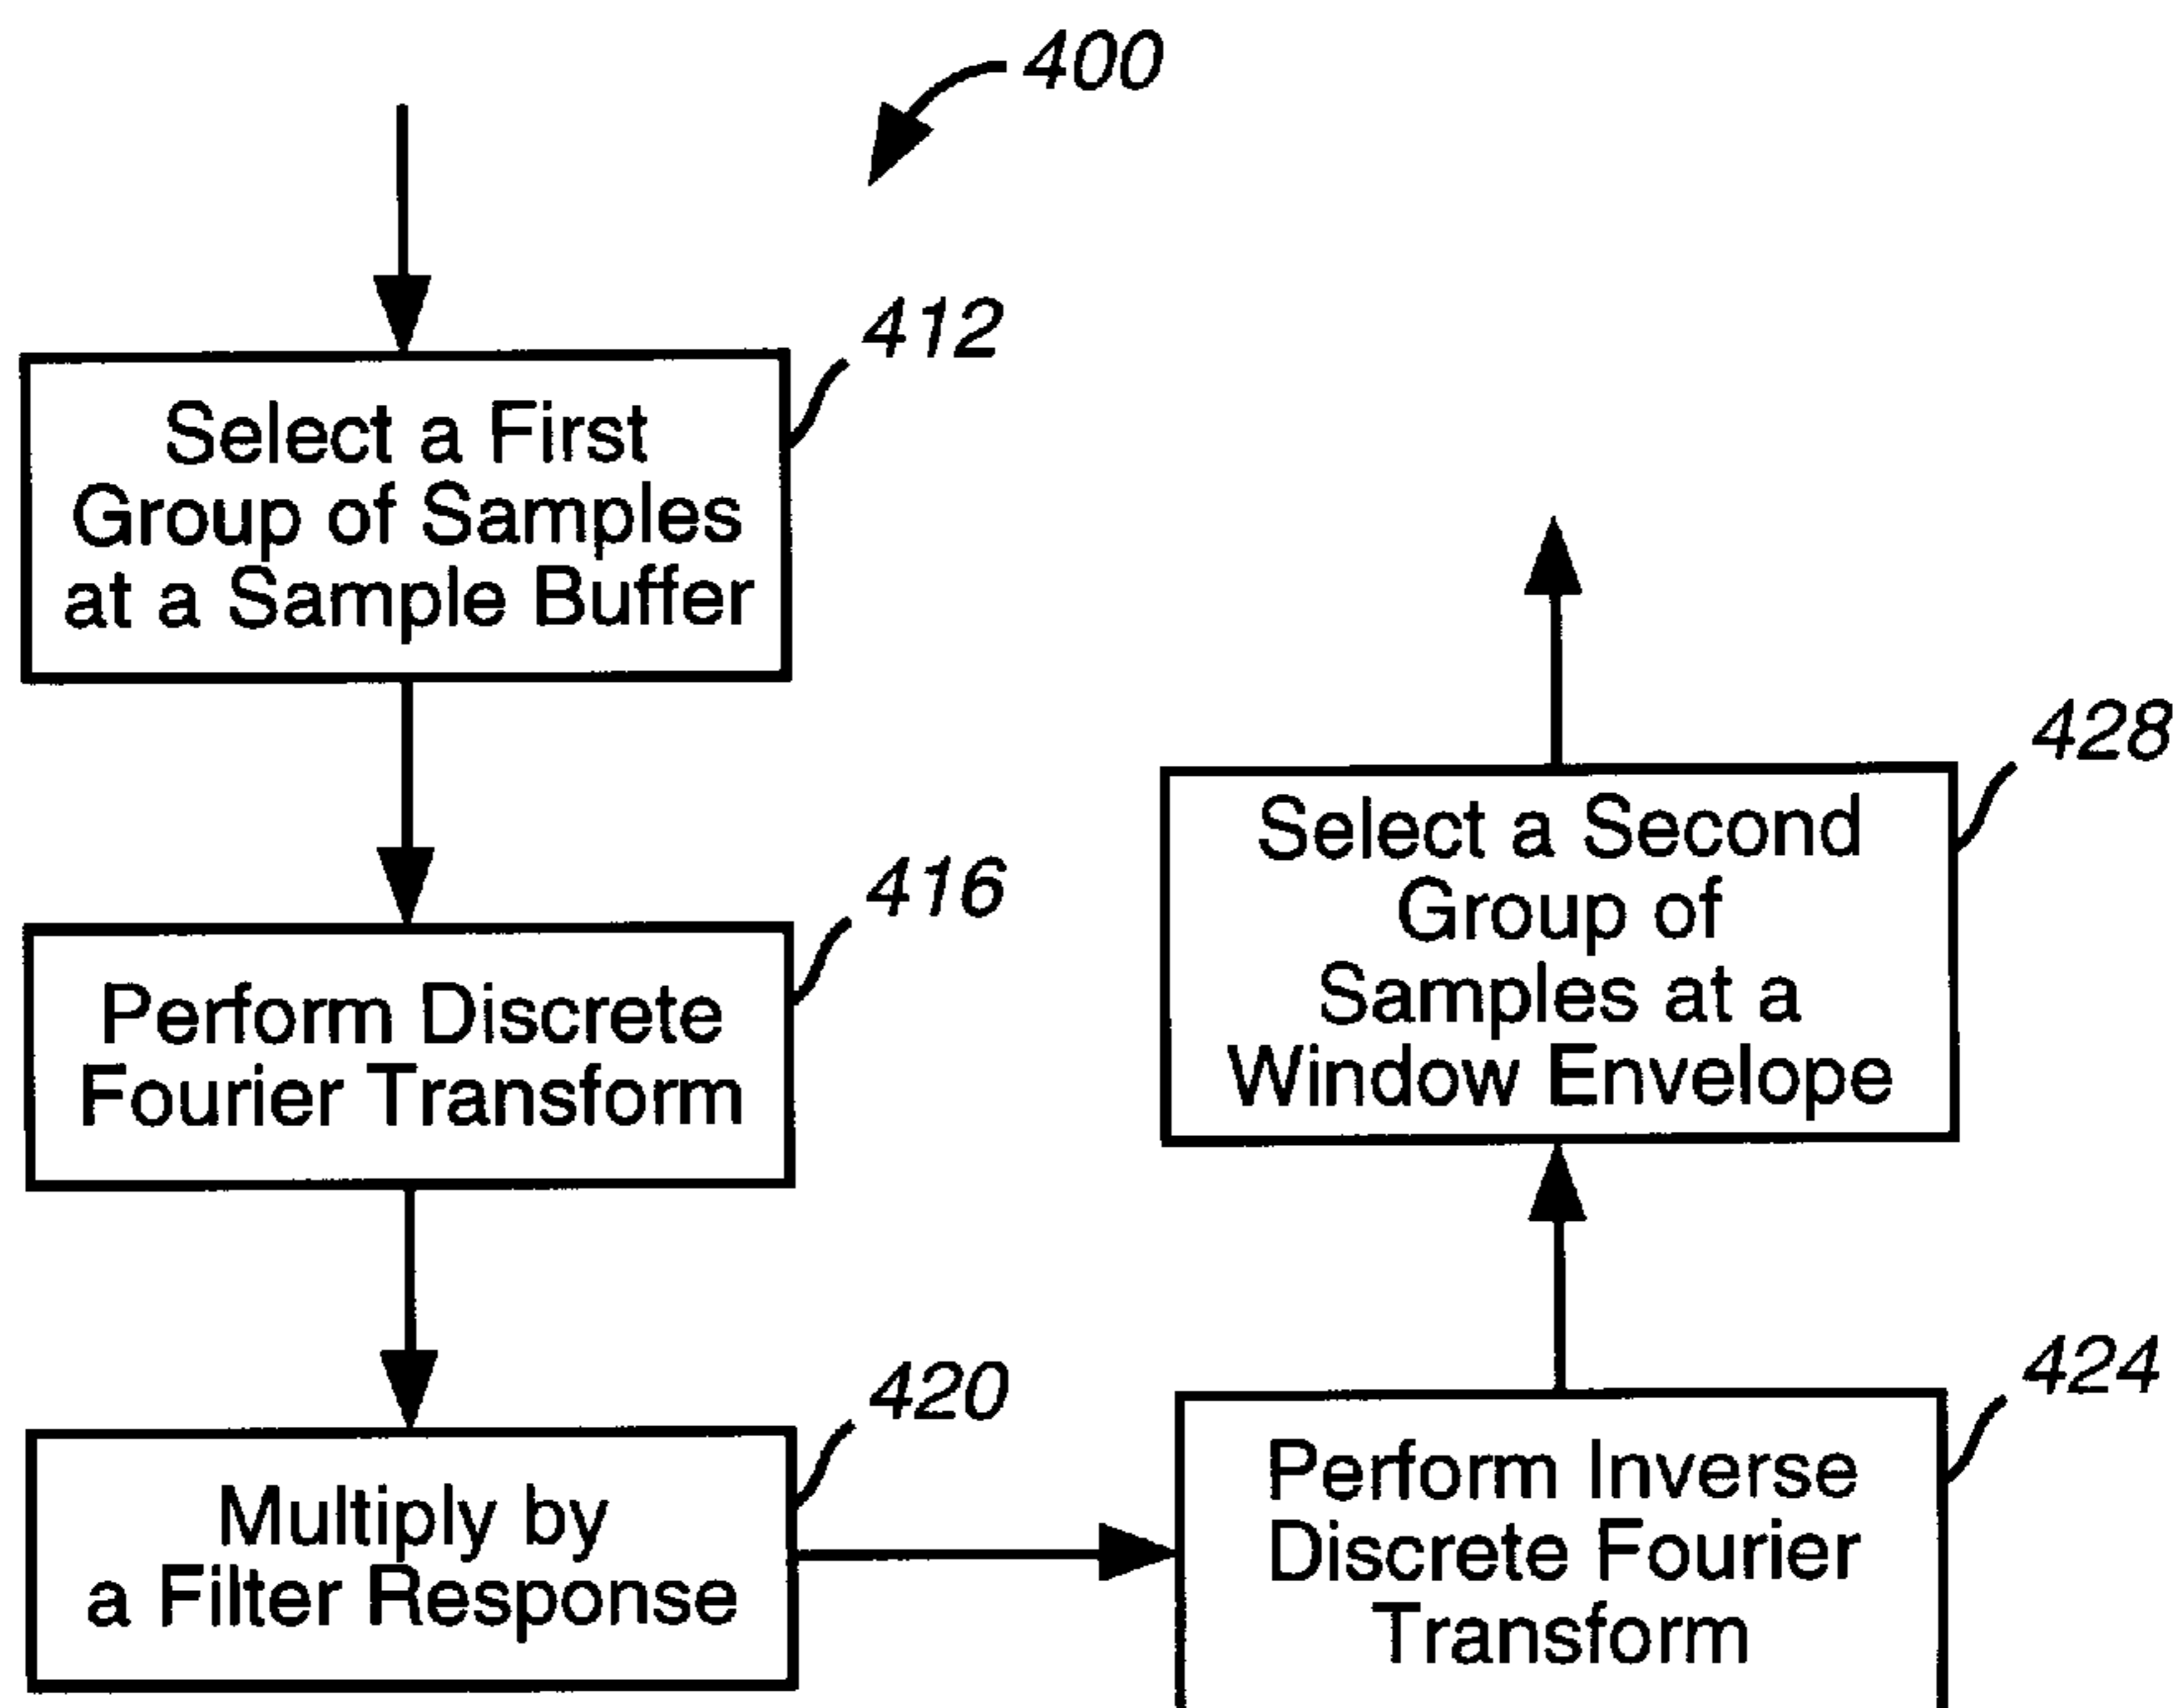 400
412
Select a First
Group of Samples
at a Sample Buffer
416
Perform Discrete
Fourier Transform
420
Multiply by
a Filter Response
424
Perform Inverse
Discrete Fourier
Transform
428
Select a Second
Group of
Samples at a
Window Envelope